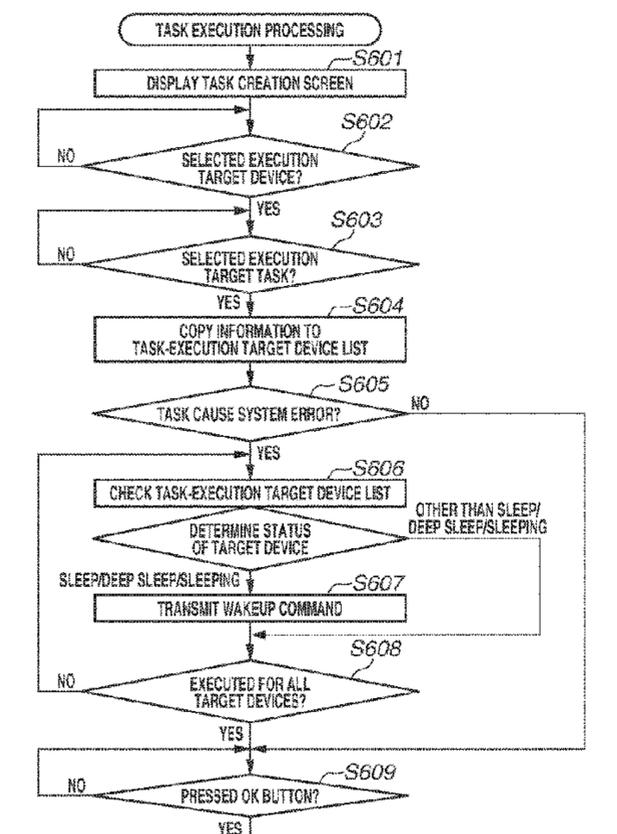 TASK EXECUTION PROCESSING
S601
DISPLAY TASK CREATION SCREEN
S602
SELECTED EXECUTION
TARGET DEVICE?
NO
YES
S603
SELECTED EXECUTION
TARGET TASK?
NO
YES
S604
COPY INFORMATION TO
TASK-EXECUTION TARGET DEVICE LIST
S605
TASK CAUSE SYSTEM ERROR?
NO
YES
S606
CHECK TASK-EXECUTION TARGET DEVICE LIST
DETERMINE STATUS
OF TARGET DEVICE
OTHER THAN SLEEP/
DEEP SLEEP/SLEEPING
SLEEP/DEEP SLEEP/SLEEPING
S607
TRANSMIT WAKEUP COMMAND
S608
EXECUTED FOR ALL
TARGET DEVICES?
NO
YES
S609
PRESSED OK BUTTON?
NO
YES